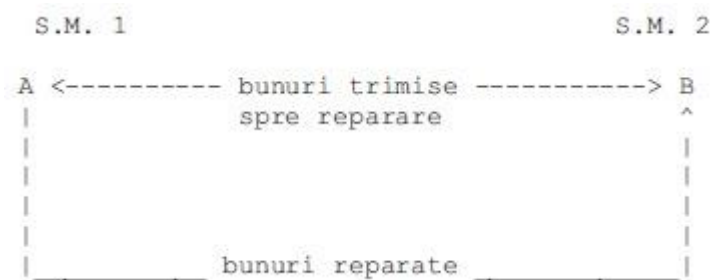 S.M. 1 S.M. 2
A <---------- bunuri trimise -----------> B
spre reparare
bunuri reparate